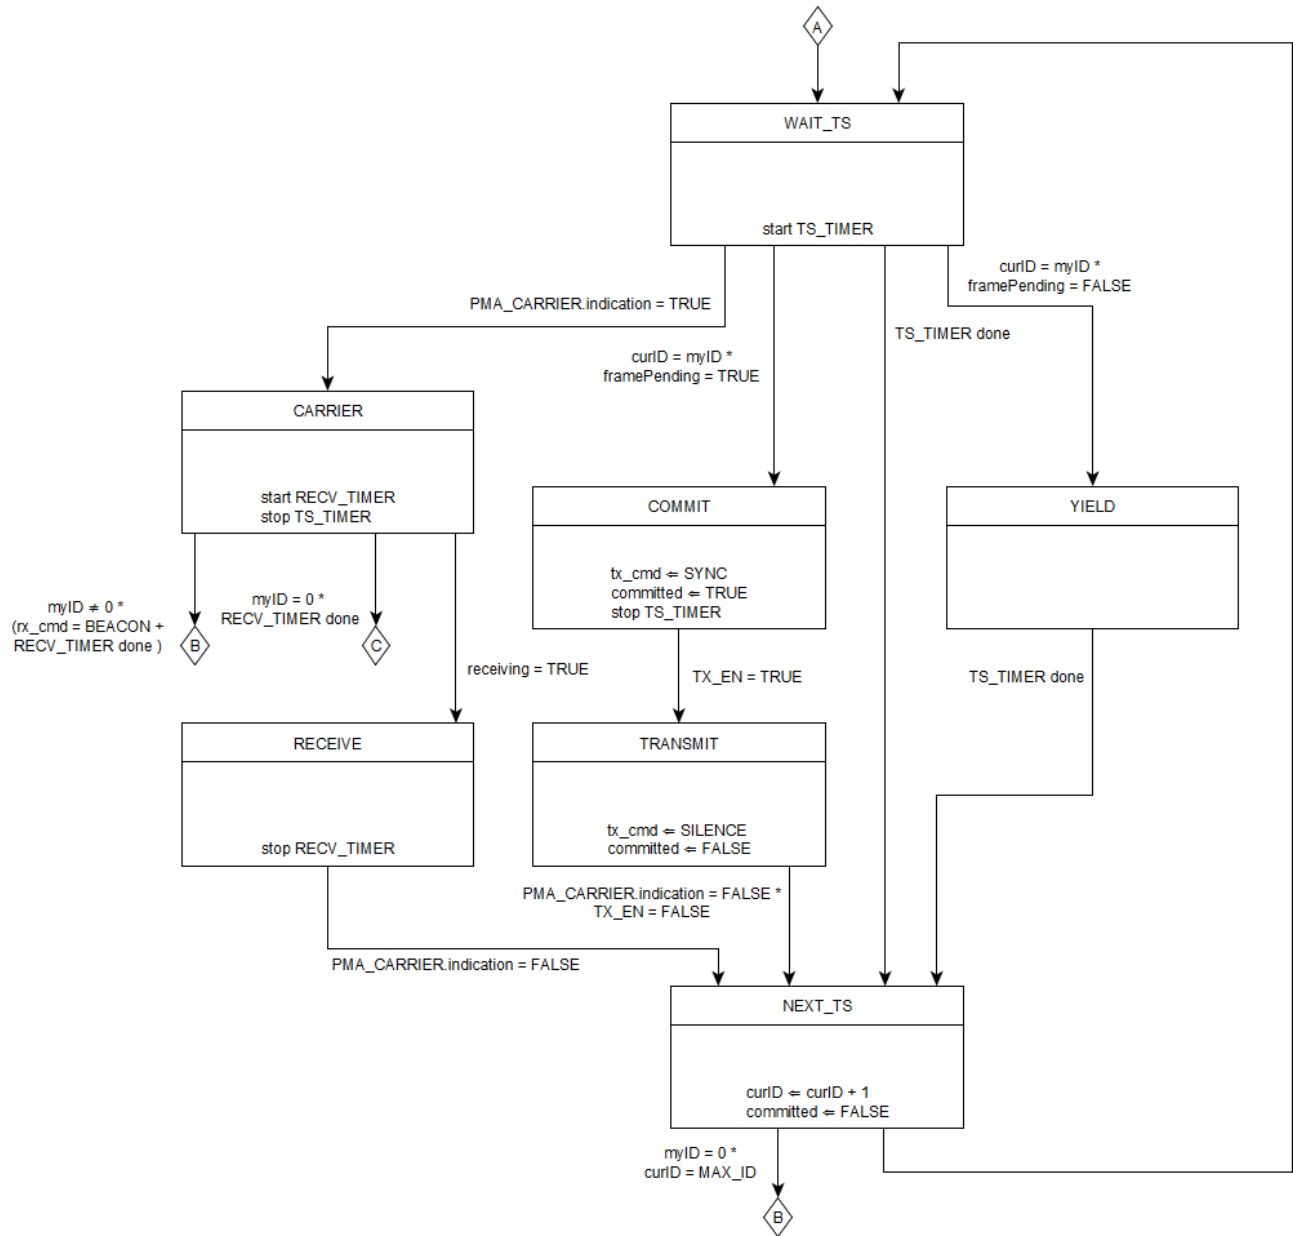 A
WAIT_TS
start TS_TIMER
curID = myID *
framePending = FALSE
PMA_CARRIER.indication = TRUE
TS_TIMER done
curID = myID *
framePending = TRUE
CARRIER
start RECV_TIMER
stop TS_TIMER
COMMIT
tx_cmd ⇐ SYNC
committed ⇐ TRUE
stop TS_TIMER
YIELD
myID ≠ 0 *
(rx_cmd = BEACON +
RECV_TIMER done )
B
myID = 0 *
RECV_TIMER done
C
receiving = TRUE
TX_EN = TRUE
TS_TIMER done
RECEIVE
stop RECV_TIMER
TRANSMIT
tx_cmd ⇐ SILENCE
committed ⇐ FALSE
PMA_CARRIER.indication = FALSE *
TX_EN = FALSE
PMA_CARRIER.indication = FALSE
NEXT_TS
curID ⇐ curID + 1
committed ⇐ FALSE
myID = 0 *
curID = MAX_ID
B